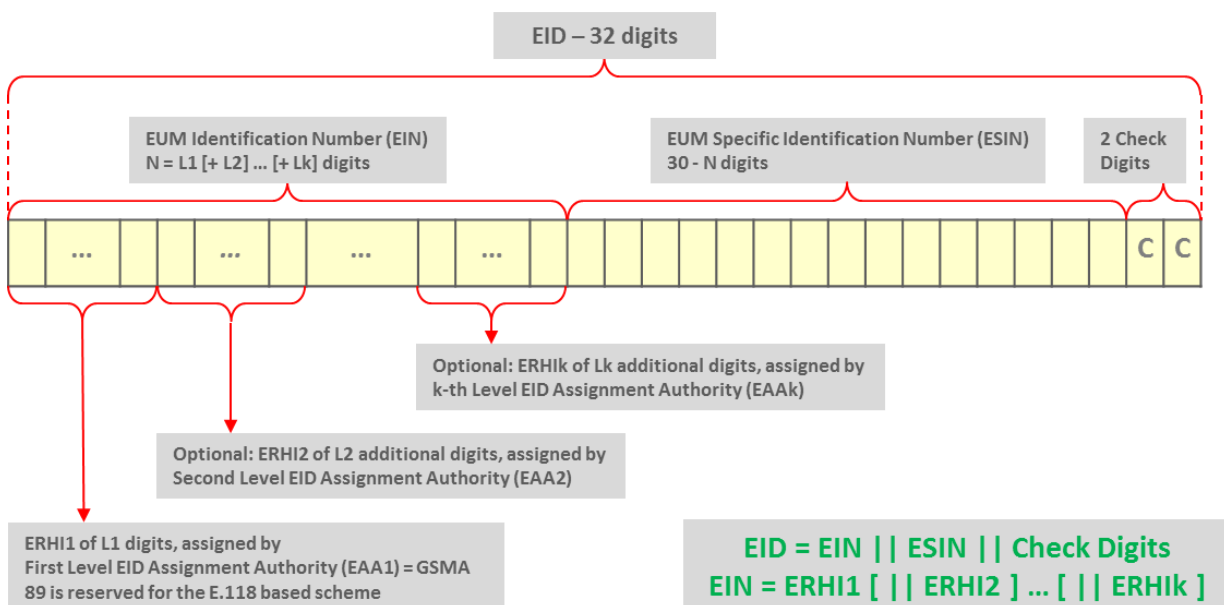 EID – 32 digits
EUM Identification Number (EIN)
N = L1 [+ L2] ... [+ Lk] digits
EUM Specific Identification Number (ESIN)
30 - N digits
2 Check
Digits
... ... ... ... C C
Optional: ERHIk of Lk additional digits, assigned by
k-th Level EID Assignment Authority (EAAk)
Optional: ERHI2 of L2 additional digits, assigned by
Second Level EID Assignment Authority (EAA2)
ERHI1 of L1 digits, assigned by
First Level EID Assignment Authority (EAA1) = GSMA
89 is reserved for the E.118 based scheme
EID = EIN || ESIN || Check Digits
EIN = ERHI1 [ || ERHI2 ] ... [ || ERHIk ]